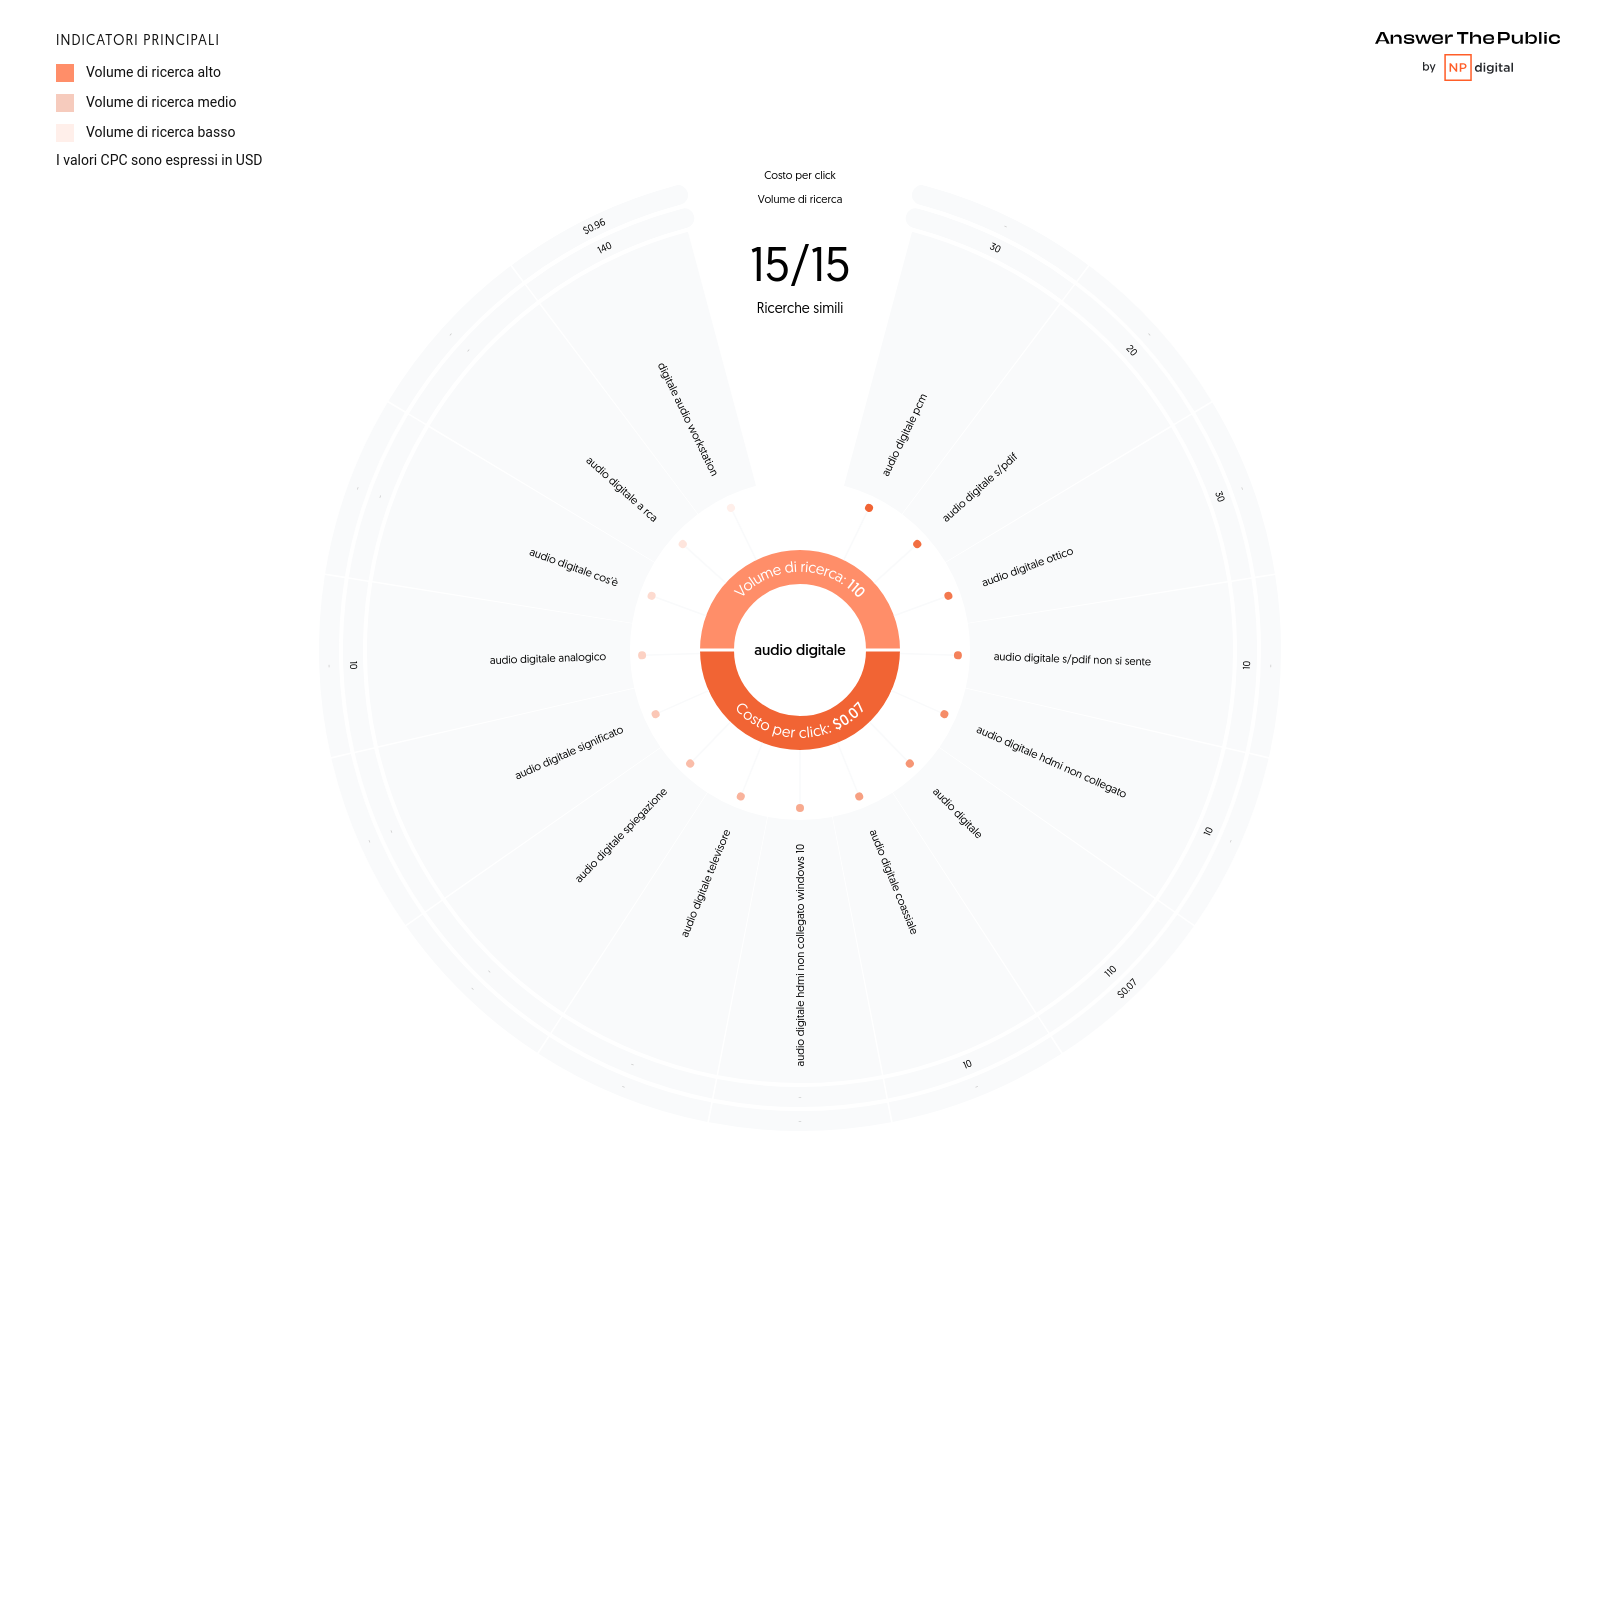 INDICATORI PRINCIPALI
Volume di ricerca alto
Volume di ricerca medio
Volume di ricerca basso
I valori CPC sono espressi in USD
Answer The Public
by NP digital
Costo per click
Volume di ricerca
15/15
Ricerche simili
audio digitale pcm
30
audio digitale s/pdif
20
audio digitale ottico
30
audio digitale s/pdif non si sente
10
audio digitale hdmi non collegato
10
audio digitale
110
$0.07
audio digitale coassiale
10
audio digitale hdmi non collegato windows 10
audio digitale televisore
audio digitale spiegazione
audio digitale significato
audio digitale analogico
10
audio digitale cos'è
audio digitale a rca
digitale audio workstation
140
$0.96
Volume di ricerca: 110
audio digitale
Costo per click: $0.07